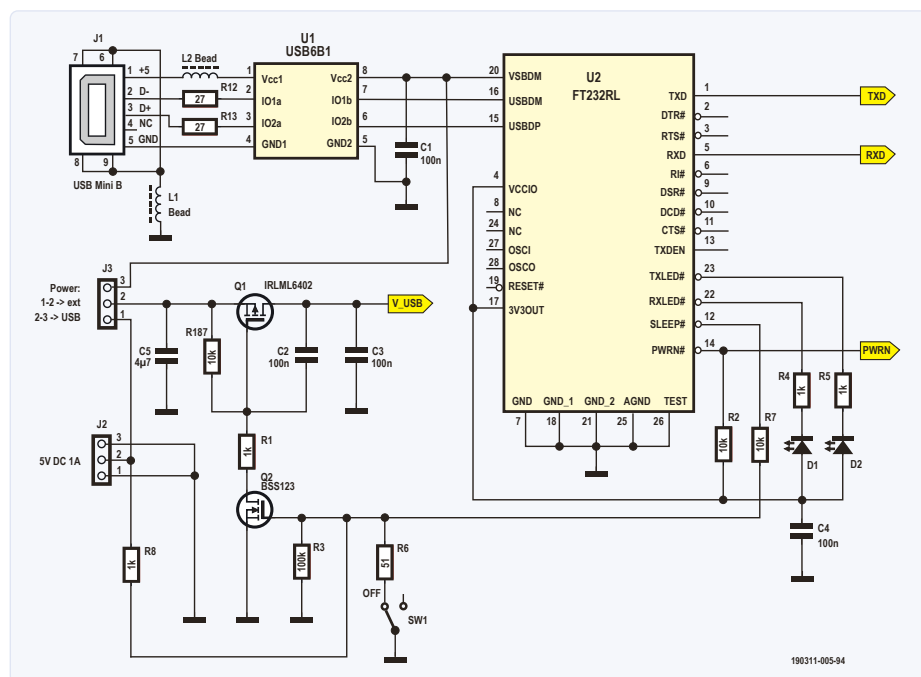 J1
7
6
1
+5
2
D-
3
D+
4
NC
5
GND
8
9
USB Mini B
L2 Bead
R12
27
R13
27
L1
Bead
U1
USB6B1
1
Vcc1
2
IO1a
3
IO2a
4
GND1
Vcc2
8
IO1b
7
IO2b
6
GND2
5
C1
100n
U2
FT232RL
20
VSBDM
16
USBDM
15
USBDP
4
VCCIO
8
NC
24
NC
27
OSCI
28
OSCO
19
RESET#
17
3V3OUT
TXD
1
DTR#
2
RTS#
3
RXD
5
RI#
6
DSR#
9
DCD#
10
CTS#
11
TXDEN
13
TXLED#
23
RXLED#
22
SLEEP#
12
PWRN#
14
GND
GND_1
GND_2
AGND
TEST
7
18
21
25
26
TXD
RXD
PWRN
J3
Power:
1-2 -> ext
2-3 -> USB
3
2
1
C5
4µ7
R187
10k
Q1
IRLML6402
C2
100n
C3
100n
V_USB
R4
1k
R5
1k
R2
10k
R7
10k
D1
D2
C4
100n
J2
5V DC 1A
3
2
1
R1
1k
Q2
BSS123
R8
1k
R3
100k
R6
51
OFF
SW1
190311-005-94